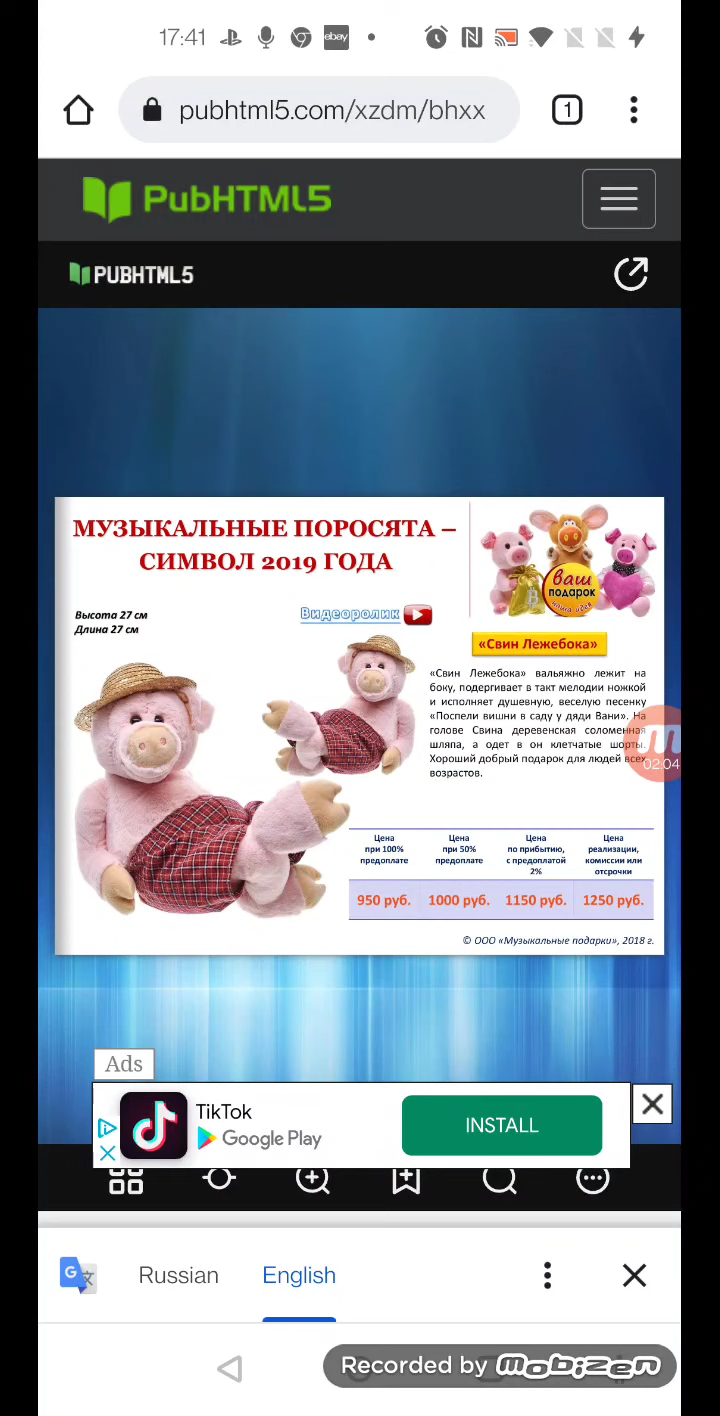 17:41
ebay
pubhtml5.com/xzdm/bhxx
1
PubHTML5
PUBHTML5
МУЗЫКАЛЬНЫЕ ПОРОСЯТА –
СИМВОЛ 2019 ГОДА
ваш
подарок
наша идея
Высота 27 см
Длина 27 см
Видеоролик
«Свин Лежебока»
«Свин Лежебока» вальяжно лежит на
боку, подергивает в такт мелодии ножкой
и исполняет душевную, веселую песенку
«Поспели вишни в саду у дяди Вани». На
голове Свина деревенская соломенная
шляпа, а одет в он клетчатые шорты.
Хороший добрый подарок для людей всех
возрастов.
02:04
Цена
при 100%
предоплате
Цена
при 50%
предоплате
Цена
по прибытию,
с предоплатой
2%
Цена
реализации,
комиссии или
отсрочки
950 руб.
1000 руб.
1150 руб.
1250 руб.
© ООО «Музыкальные подарки», 2018 г.
Ads
TikTok
Google Play
INSTALL
Russian
English
Recorded by mobizen